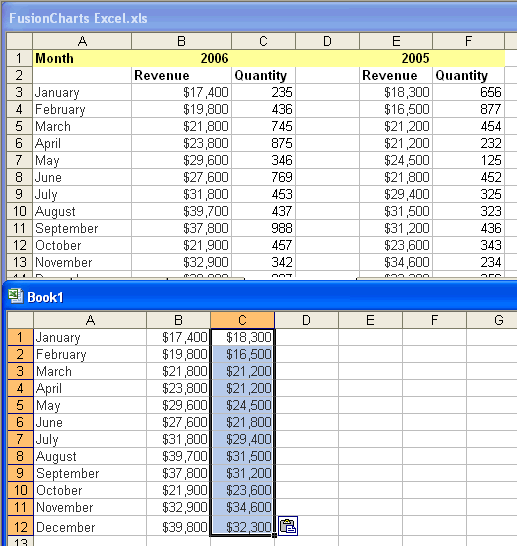 FusionCharts Excel.xls
A B C D E F
1 Month 2006 2005
2 Revenue Quantity Revenue Quantity
3 January $17,400 235 $18,300 656
4 February $19,800 436 $16,500 877
5 March $21,800 745 $21,200 454
6 April $23,800 875 $21,200 232
7 May $29,600 346 $24,500 125
8 June $27,600 769 $21,800 452
9 July $31,800 453 $29,400 325
10 August $39,700 437 $31,500 323
11 September $37,800 988 $31,200 436
12 October $21,900 457 $23,600 343
13 November $32,900 342 $34,600 234
Book1
A B C D E F G
1 January $17,400 $18,300
2 February $19,800 $16,500
3 March $21,800 $21,200
4 April $23,800 $21,200
5 May $29,600 $24,500
6 June $27,600 $21,800
7 July $31,800 $29,400
8 August $39,700 $31,500
9 September $37,800 $31,200
10 October $21,900 $23,600
11 November $32,900 $34,600
12 December $39,800 $32,300
13